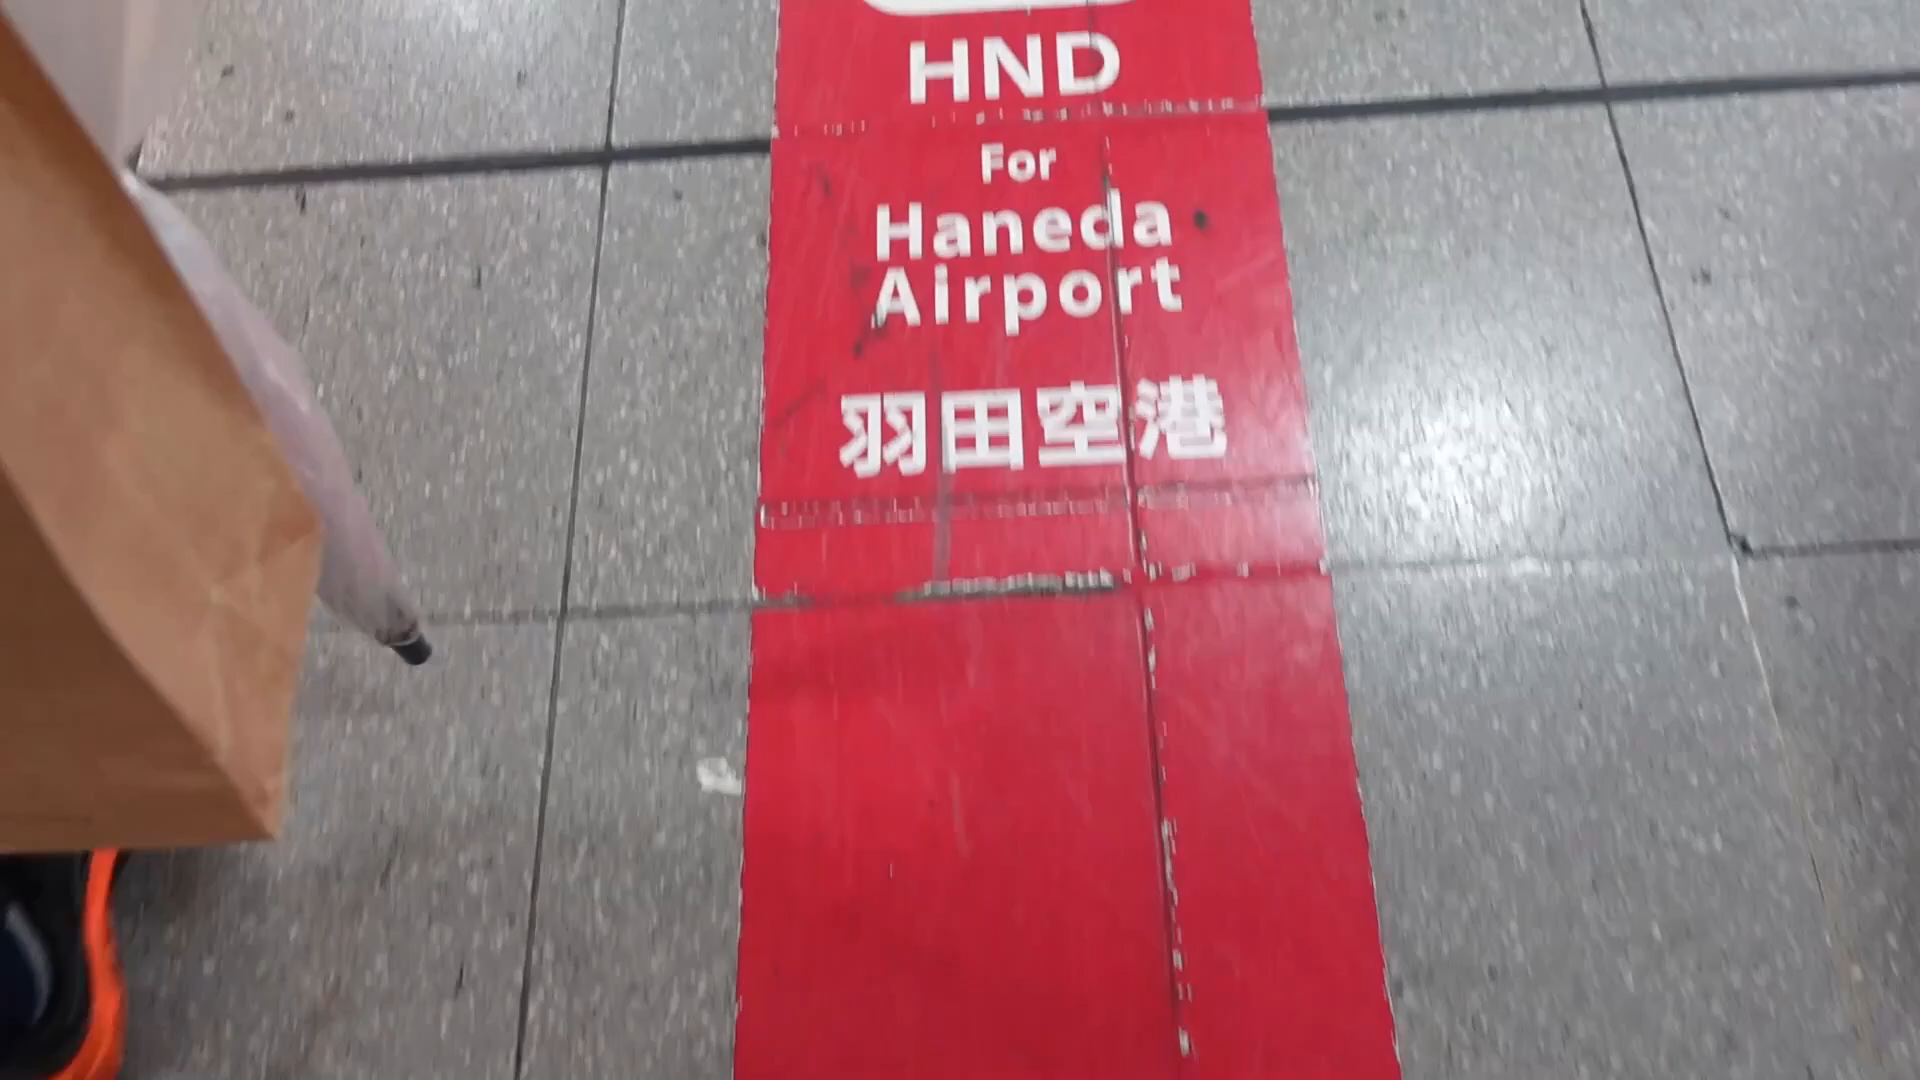 HND
For
Haneda
Airport
羽田空港